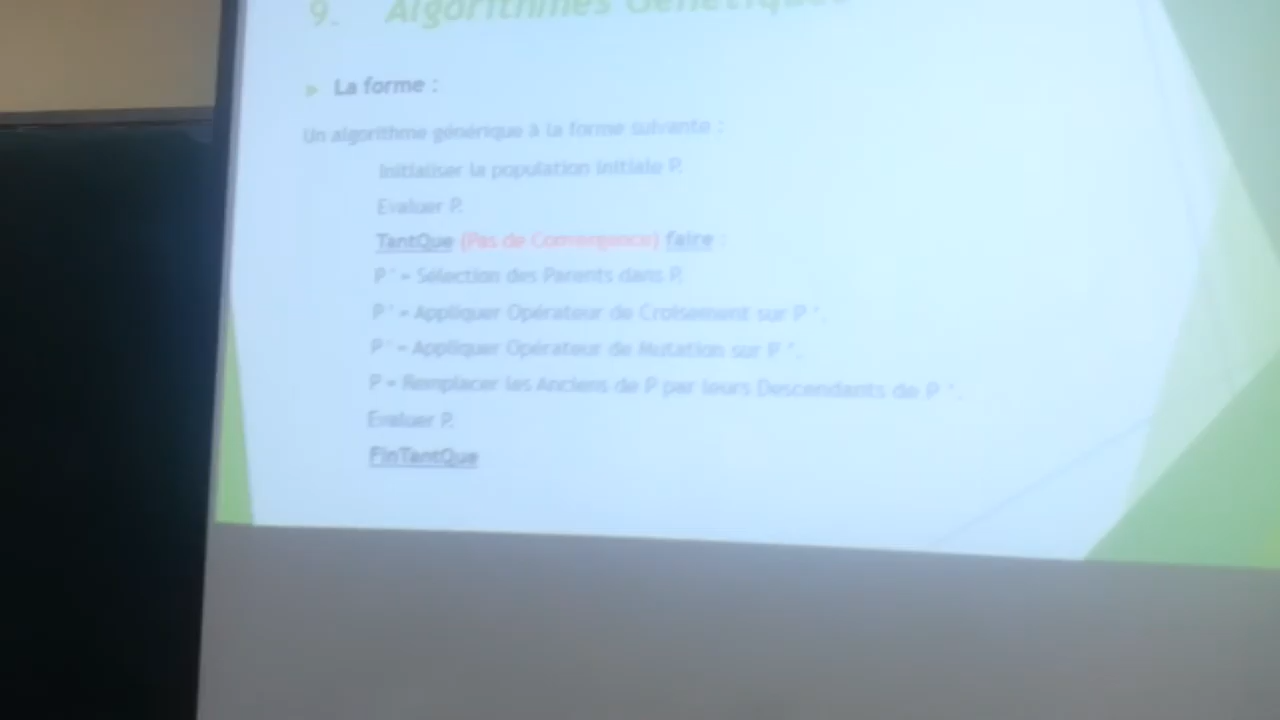 9. Algorithmes Génétiques
La forme :
Un algorithme générique à la forme suivante :
Initialiser la population initiale P.
Evaluer P.
TantQue (Pas de Convergence) faire :
P ' = Sélection des Parents dans P.
P ' = Appliquer Opérateur de Croisement sur P '.
P ' = Appliquer Opérateur de Mutation sur P '.
P = Remplacer les Anciens de P par leurs Descendants de P '.
Evaluer P.
FinTantQue